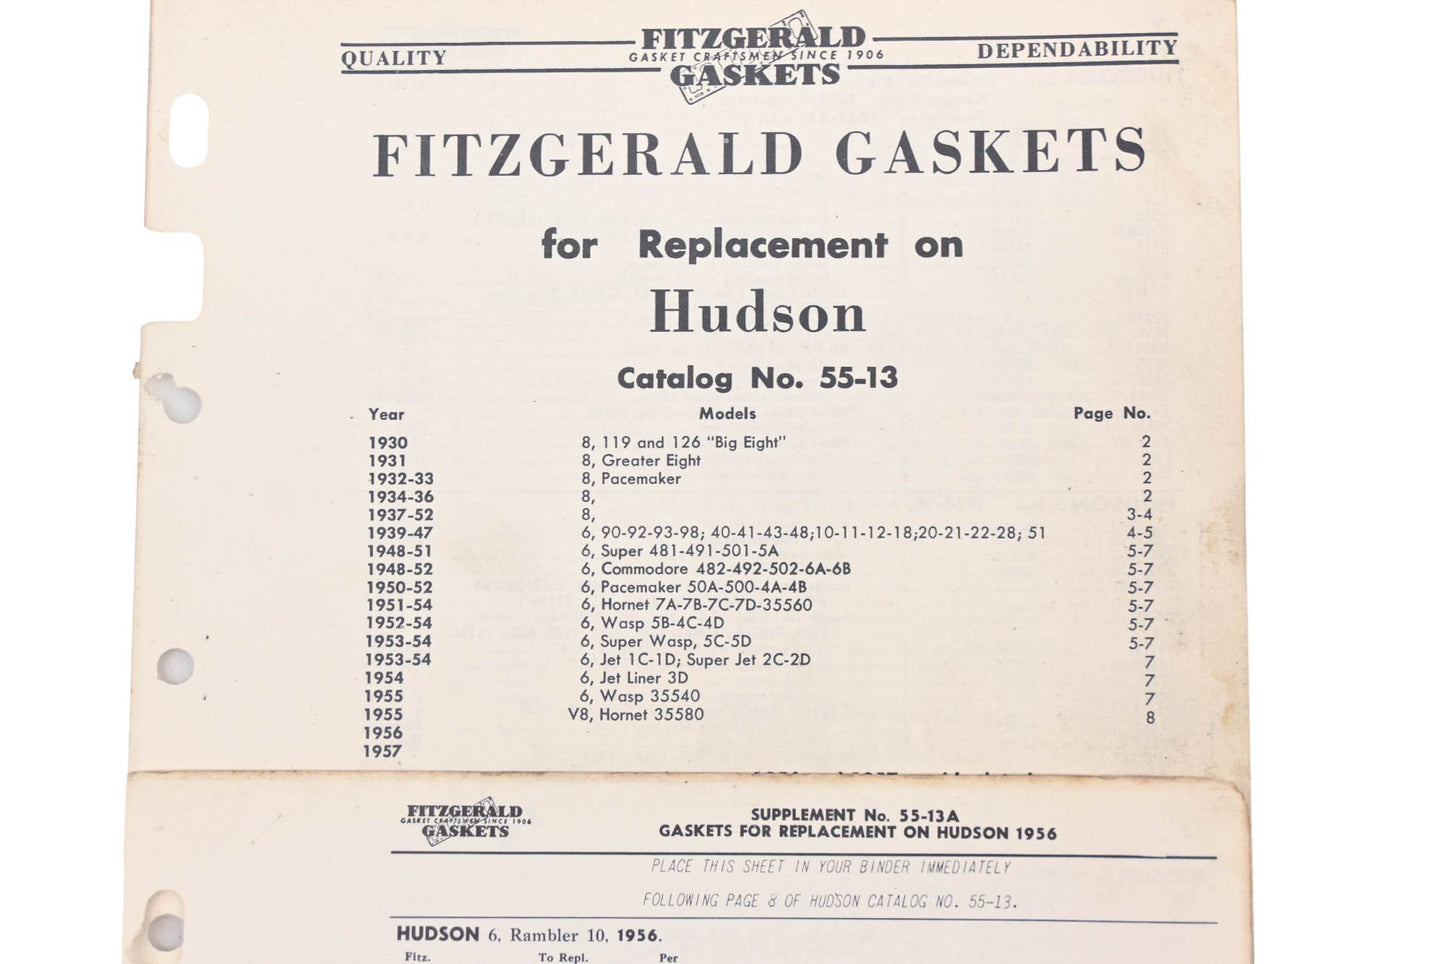 QUALITY
FITZGERALD
GASKET CRAFTSMEN SINCE 1906
GASKETS
DEPENDABILITY
FITZGERALD GASKETS
for Replacement on
Hudson
Catalog No. 55-13
Year Models Page No.
1930 8, 119 and 126 "Big Eight" 2
1931 8, Greater Eight 2
1932-33 8, Pacemaker 2
1934-36 8, 2
1937-52 8, 3-4
1939-47 6, 90-92-93-98; 40-41-43-48;10-11-12-18;20-21-22-28; 51 4-5
1948-51 6, Super 481-491-501-5A 5-7
1948-52 6, Commodore 482-492-502-6A-6B 5-7
1950-52 6, Pacemaker 50A-500-4A-4B 5-7
1951-54 6, Hornet 7A-7B-7C-7D-35560 5-7
1952-54 6, Wasp 5B-4C-4D 5-7
1953-54 6, Super Wasp, 5C-5D 5-7
1953-54 6, Jet 1C-1D; Super Jet 2C-2D 7
1954 6, Jet Liner 3D 7
1955 6, Wasp 35540 7
1955 V8, Hornet 35580 8
1956
1957
FITZGERALD
GASKET CRAFTSMEN SINCE 1906
GASKETS
SUPPLEMENT No. 55-13A
GASKETS FOR REPLACEMENT ON HUDSON 1956
PLACE THIS SHEET IN YOUR BINDER IMMEDIATELY
FOLLOWING PAGE 8 OF HUDSON CATALOG NO. 55-13.
HUDSON 6, Rambler 10, 1956.
Fitz. To Repl. Per